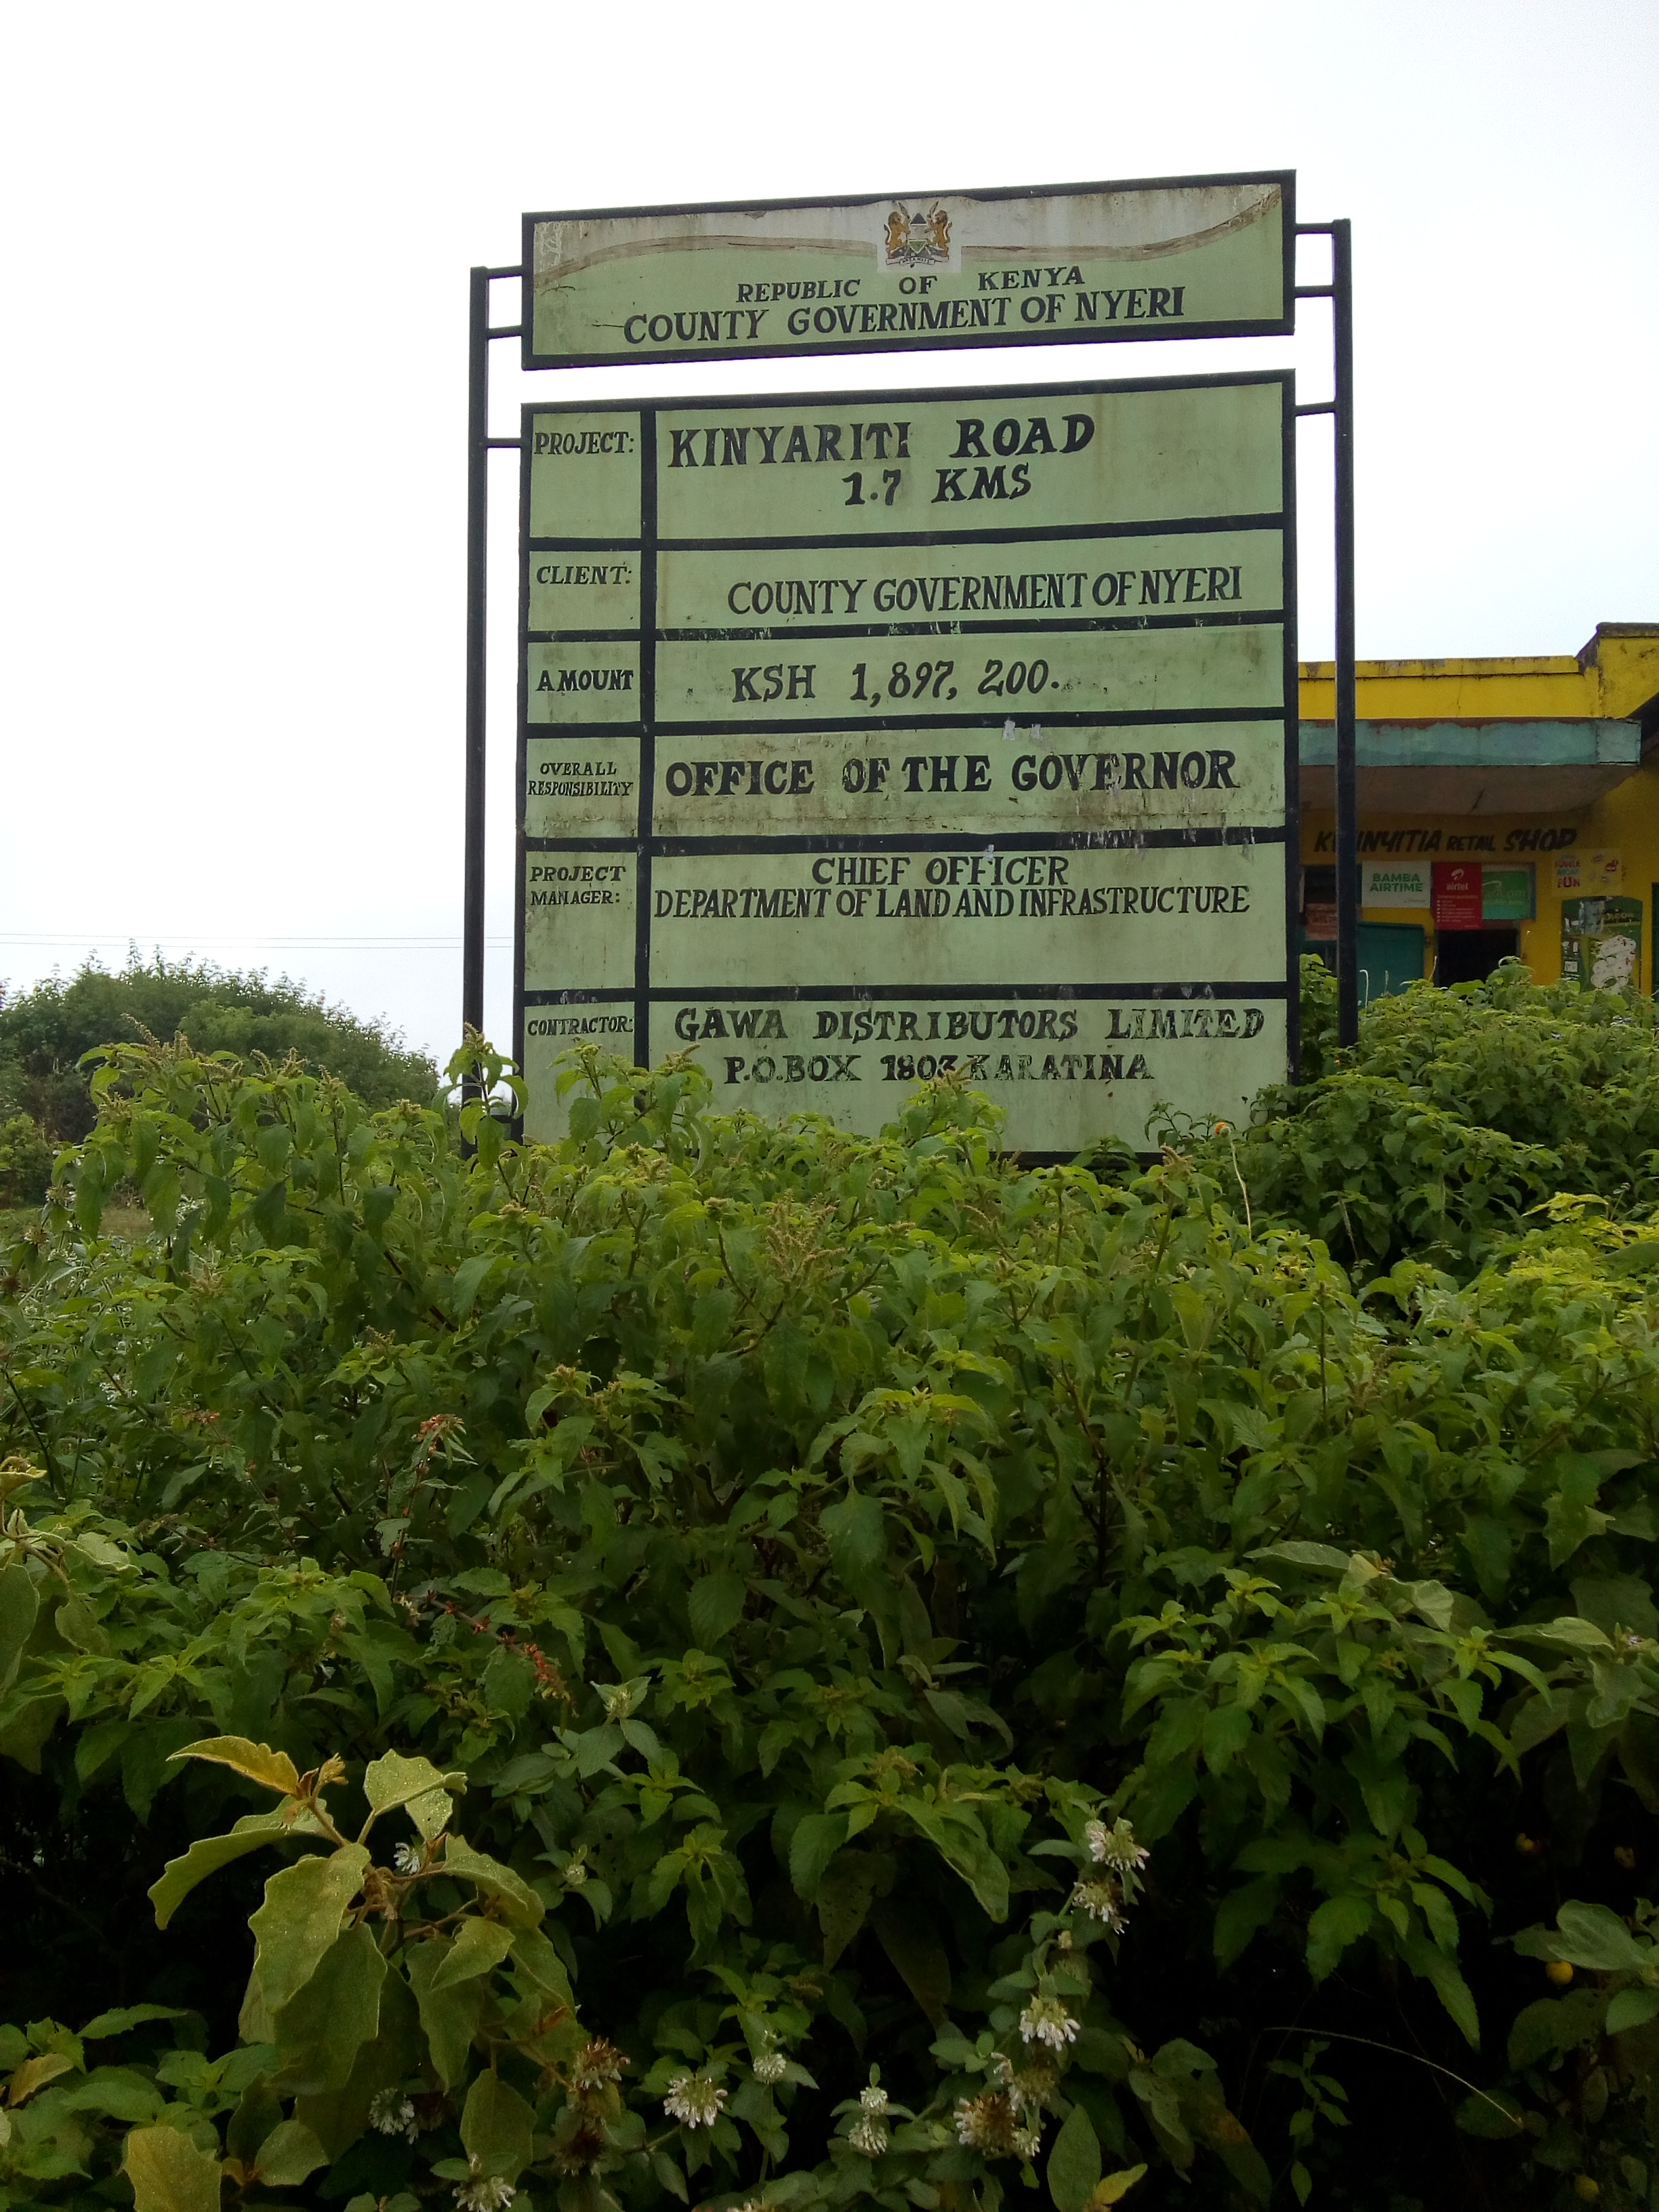 REPUBLIC OF KENYA
COUNTY GOVERNMENT OF NYERI
PROJECT: KINYARITI ROAD
1.7 KMS
CLIENT: COUNTY GOVERNMENT OF NYERI
AMOUNT KSH 1,897, 200.
OVERALL
RESPONSIBILITY
OFFICE OF THE GOVERNOR
PROJECT
MANAGER:
CHIEF OFFICER
DEPARTMENT OF LAND AND INFRASTRUCTURE
CONTRACTOR: GAWA DISTRIBUTORS LIMITED
P.O.BOX 1803 KARATINA
RETAIL SHOP
BAMBA
AIRTIME
airtel
FUN